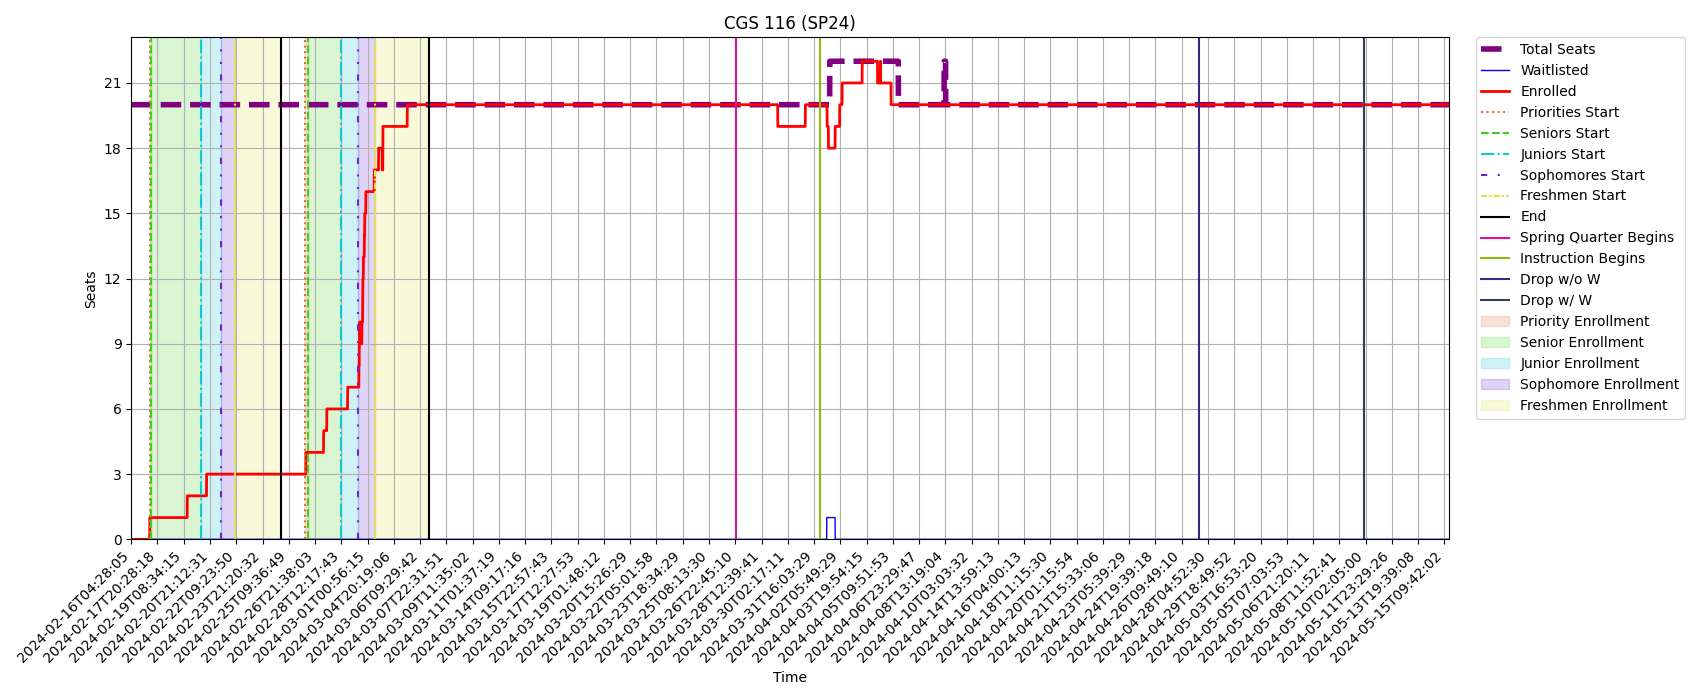 CGS 116 (SP24)
Seats
21
18
15
12
9
6
3
0
2024-02-16T04:28:05
2024-02-17T20:28:18
2024-02-19T08:34:15
2024-02-20T21:12:31
2024-02-22T09:23:50
2024-02-23T21:20:32
2024-02-25T09:36:49
2024-02-26T21:38:03
2024-02-28T12:17:43
2024-03-01T00:56:15
2024-03-04T20:19:06
2024-03-06T09:29:42
2024-03-07T22:31:51
2024-03-11T01:35:02
2024-03-13T01:37:19
2024-03-14T09:17:16
2024-03-15T22:57:43
2024-03-17T12:27:53
2024-03-19T01:48:12
2024-03-20T15:26:29
2024-03-22T05:01:58
2024-03-23T18:34:29
2024-03-25T08:13:30
2024-03-26T22:45:10
2024-03-28T12:39:41
2024-03-30T02:17:11
2024-03-31T16:03:29
2024-04-02T05:49:29
2024-04-03T19:54:15
2024-04-05T09:51:53
2024-04-06T23:29:47
2024-04-08T13:19:04
2024-04-10T03:03:32
2024-04-14T13:59:13
2024-04-16T04:00:13
2024-04-18T11:15:30
2024-04-20T01:15:54
2024-04-21T15:33:06
2024-04-23T05:39:29
2024-04-24T19:39:18
2024-04-26T09:49:10
2024-04-28T04:52:30
2024-04-29T18:49:52
2024-05-03T16:53:20
2024-05-05T07:03:53
2024-05-06T21:20:11
2024-05-08T11:52:41
2024-05-10T02:05:00
2024-05-11T23:29:26
2024-05-13T19:39:08
2024-05-15T09:42:02
Time
Total Seats
Waitlisted
Enrolled
Priorities Start
Seniors Start
Juniors Start
Sophomores Start
Freshmen Start
End
Spring Quarter Begins
Instruction Begins
Drop w/o W
Drop w/ W
Priority Enrollment
Senior Enrollment
Junior Enrollment
Sophomore Enrollment
Freshmen Enrollment